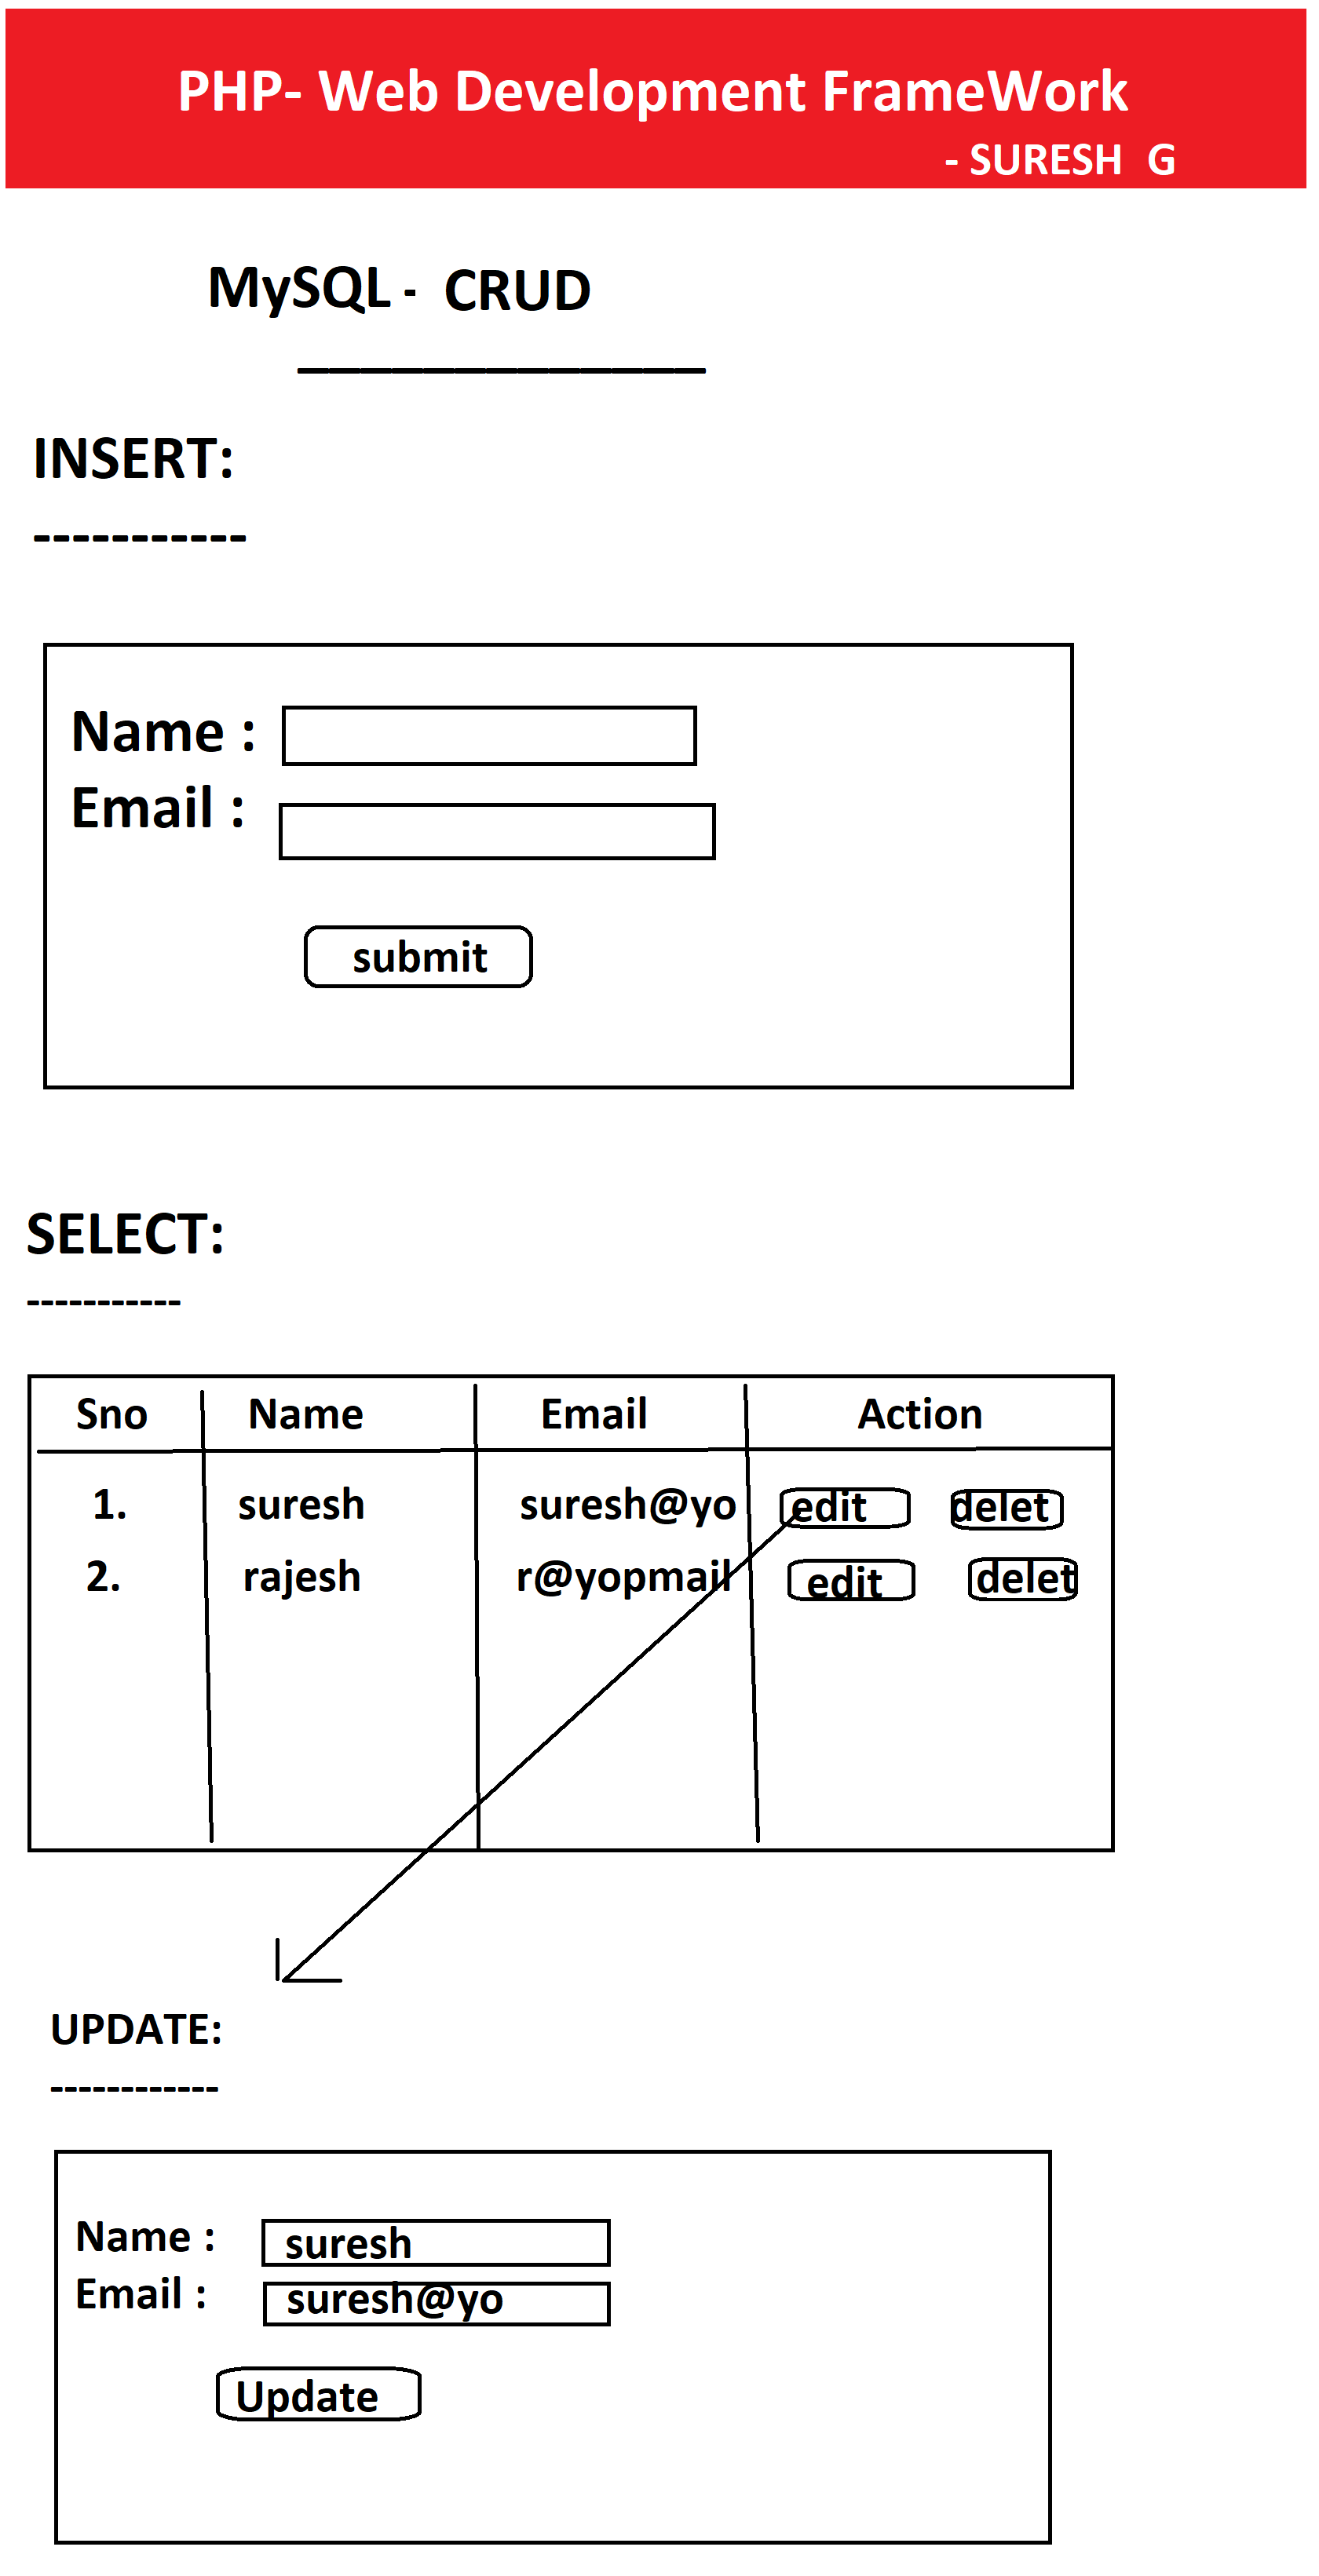 PHP- Web Development FrameWork
- SURESH G
MySQL - CRUD
_____________
INSERT:
-----------
Name :
Email :
submit
SELECT:
-----------
Sno Name Email Action
1. suresh suresh@yo edit delet
2. rajesh r@yopmail edit delet
UPDATE:
------------
Name : suresh
Email : suresh@yo
Update